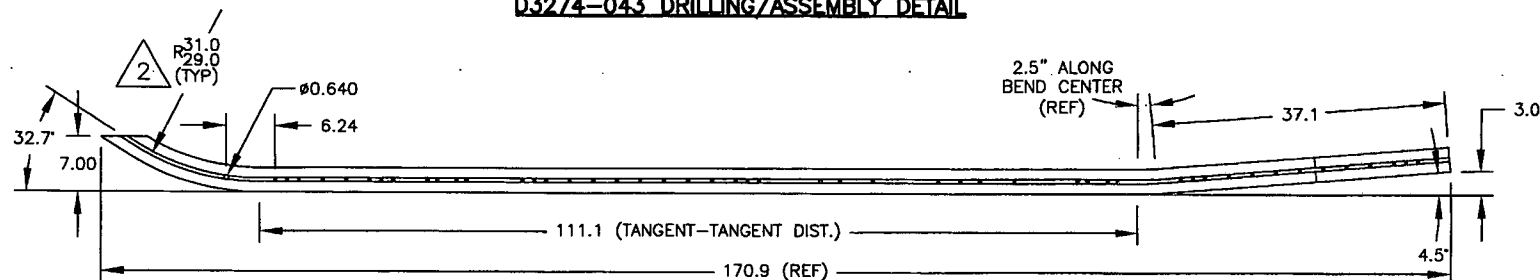 D3274-043 DRILLING/ASSEMBLY DETAIL
2
R31.0
29.0
(TYP)
ø0.640
6.24
32.7°
7.00
2.5" ALONG
BEND CENTER
(REF)
37.1
3.0
111.1 (TANGENT-TANGENT DIST.)
4.5°
170.9 (REF)